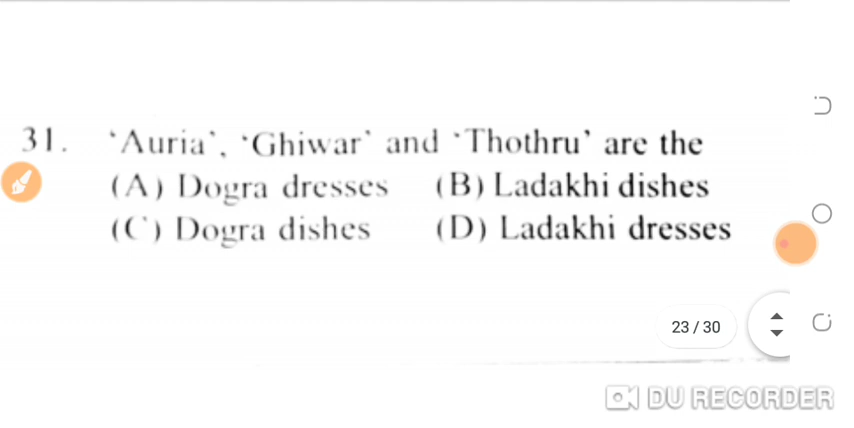 31. 'Auria', 'Ghiwar' and 'Thothru' are the
(A) Dogra dresses (B) Ladakhi dishes
(C) Dogra dishes (D) Ladakhi dresses
23 / 30
DU RECORDER